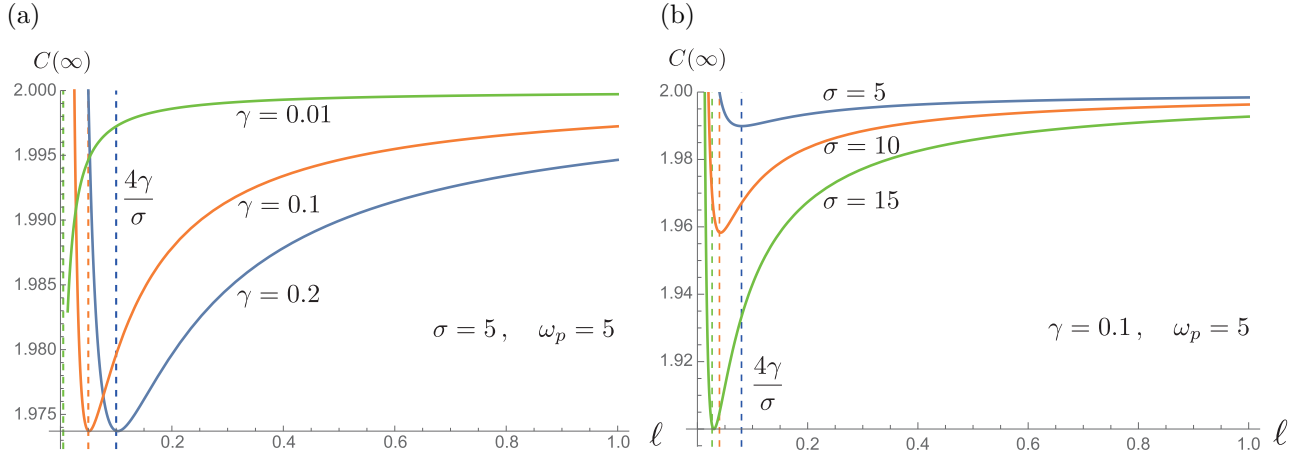 (a)
C(∞)
2.000
1.995
1.990
1.985
1.980
1.975
γ = 0.01
4γ/σ
γ = 0.1
γ = 0.2
σ = 5 , ω_p = 5
0.2 0.4 0.6 0.8 1.0
ℓ
(b)
C(∞)
2.00
1.98
1.96
1.94
1.92
σ = 5
σ = 10
σ = 15
γ = 0.1 , ω_p = 5
4γ/σ
0.2 0.4 0.6 0.8 1.0
ℓ